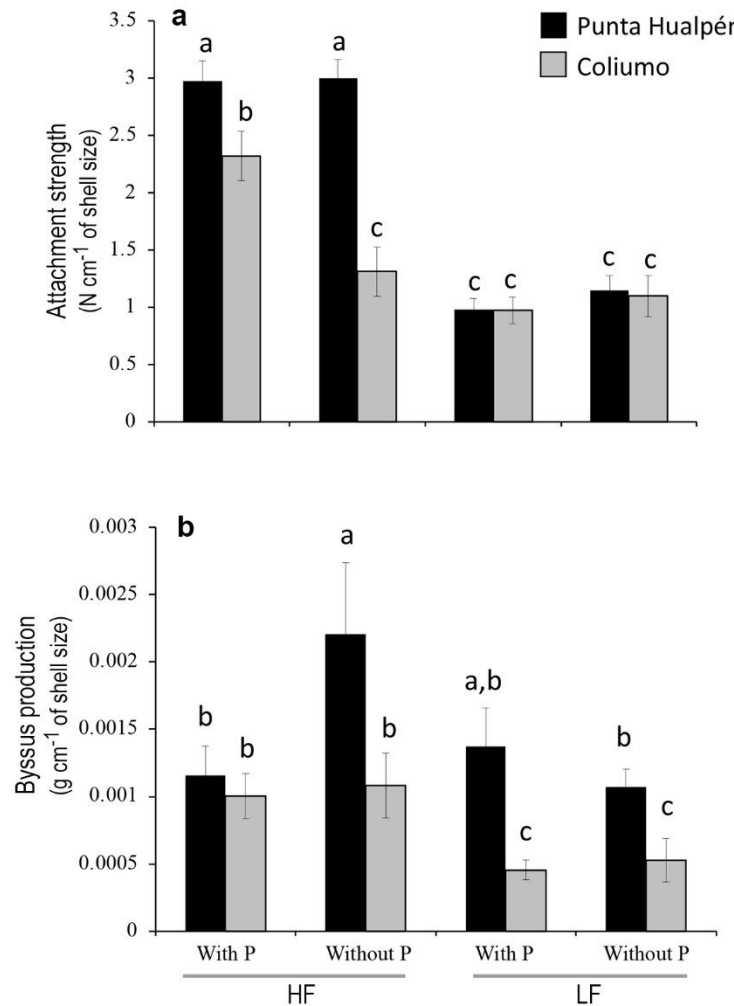 a
Punta Hualpén
Coliumo
3.5
3
2.5
2
1.5
1
0.5
0
Attachment strength
(N cm⁻¹ of shell size)
a
b
a
c
c
c
c
c
b
0.003
0.0025
0.002
0.0015
0.001
0.0005
0
Byssus production
(g cm⁻¹ of shell size)
b
b
a
b
a,b
c
b
c
With P
Without P
With P
Without P
HF
LF